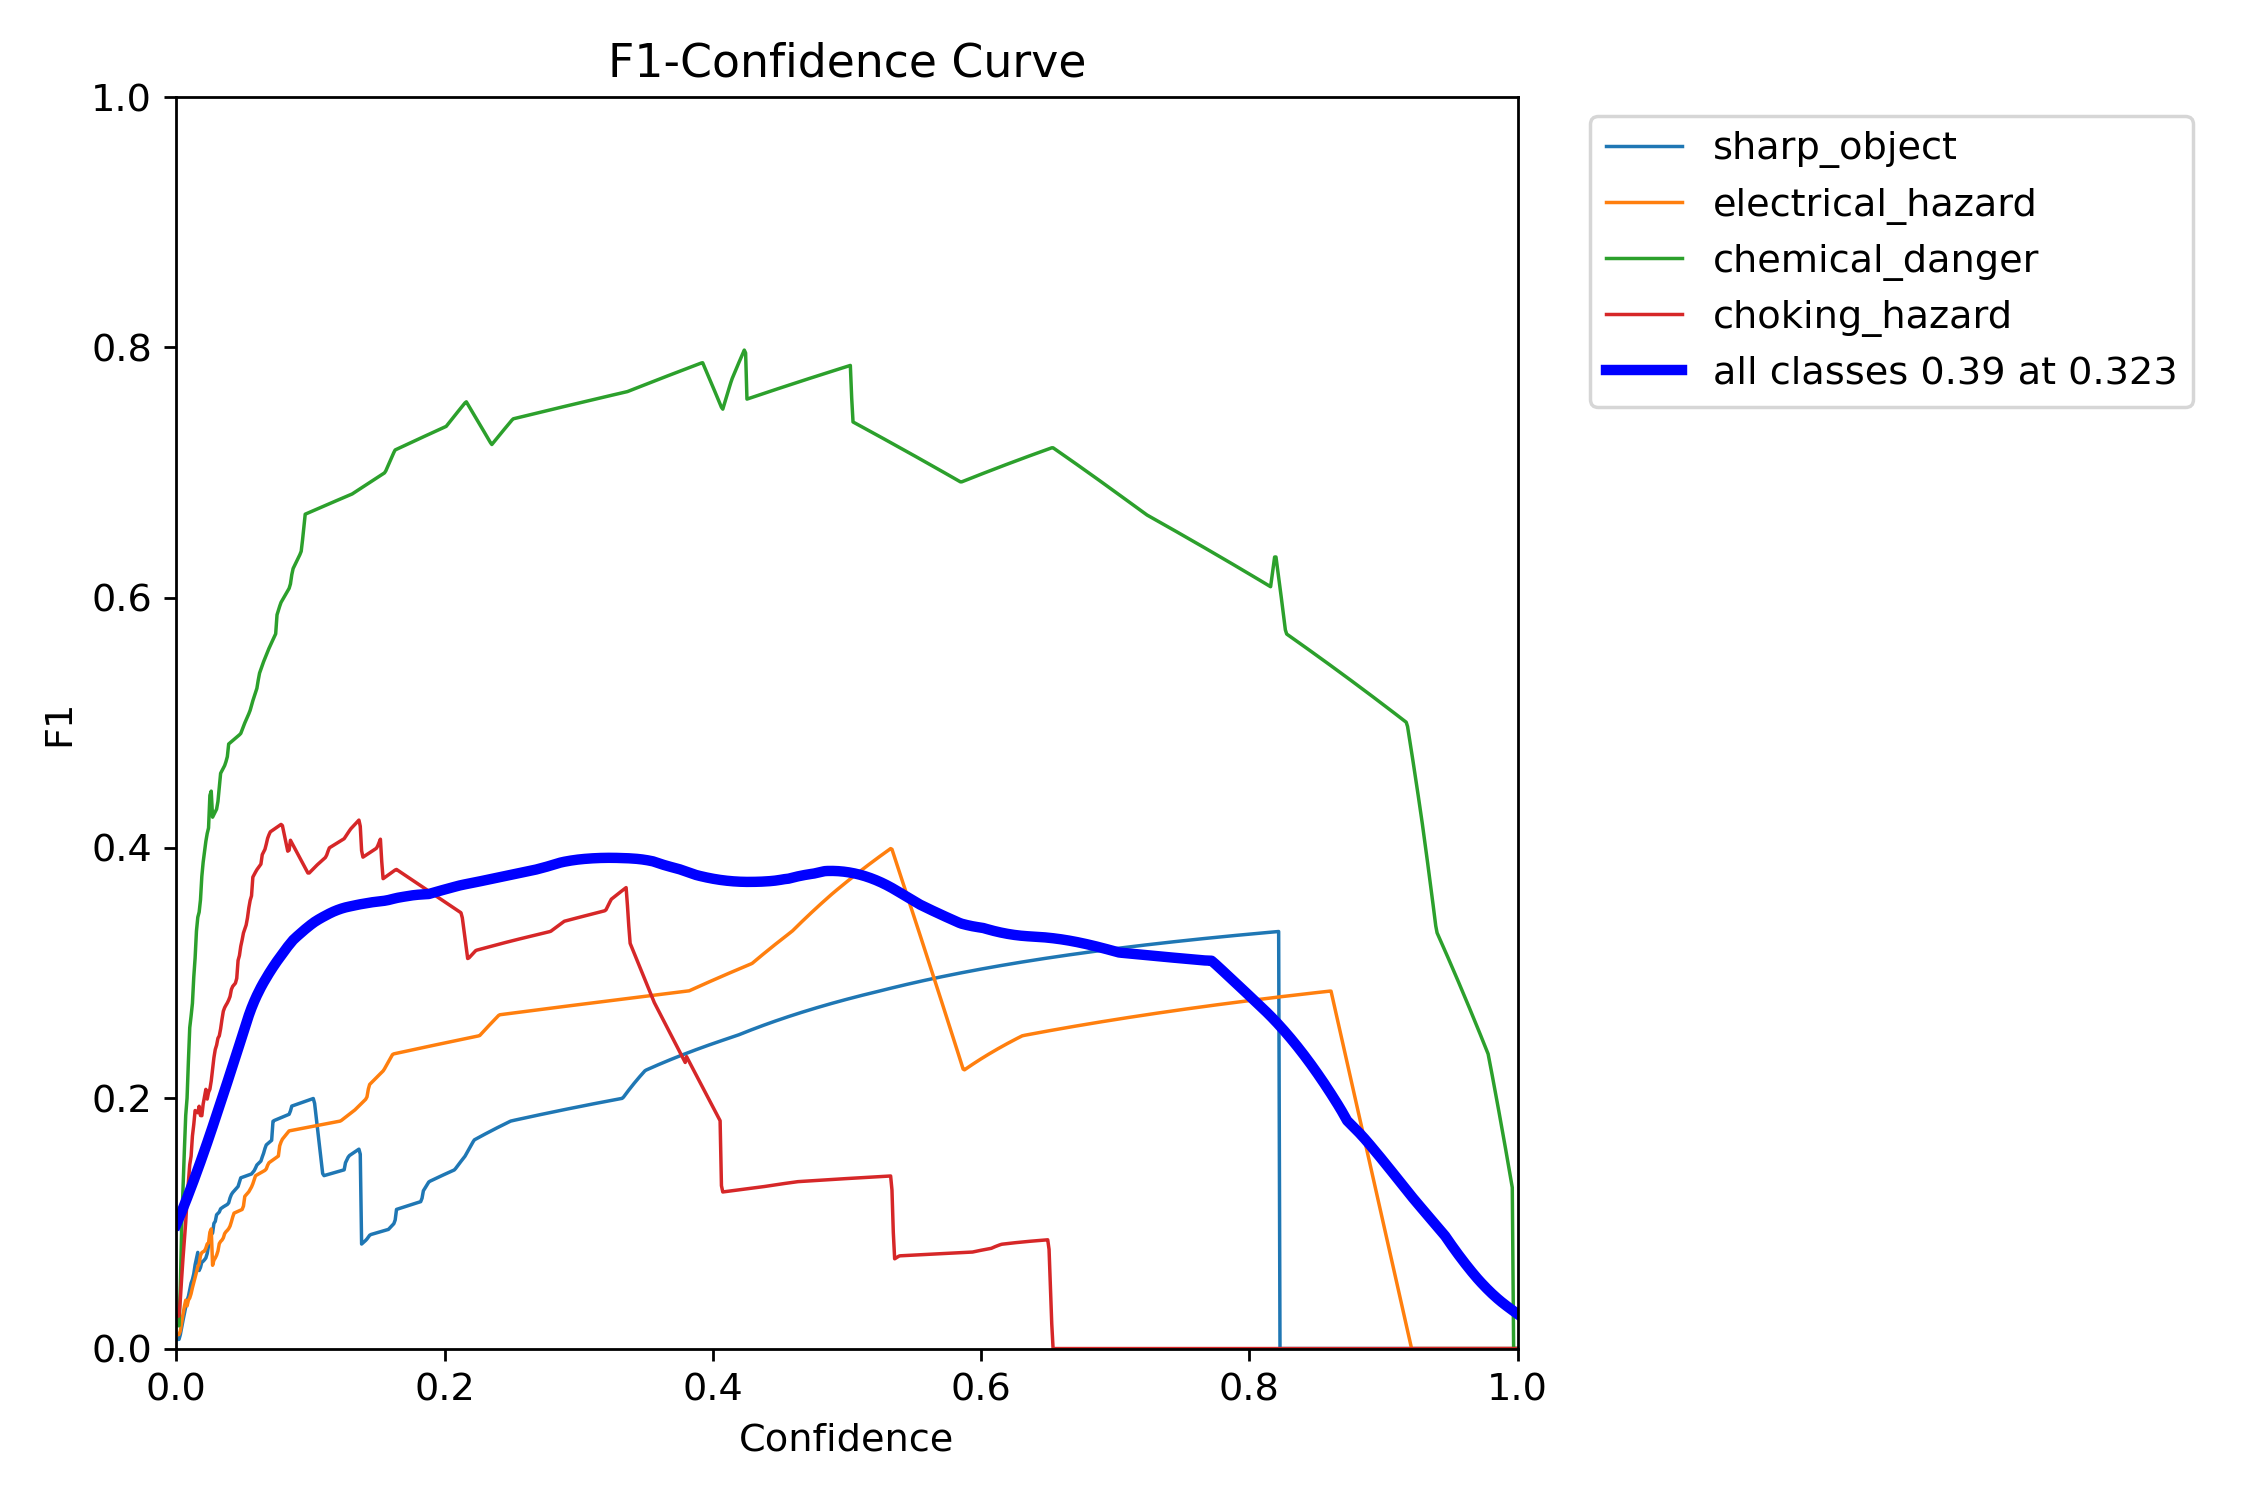 F1-Confidence Curve
1.0
0.8
0.6
0.4
0.2
0.0
F1
0.0 0.2 0.4 0.6 0.8 1.0
Confidence
sharp_object
electrical_hazard
chemical_danger
choking_hazard
all classes 0.39 at 0.323